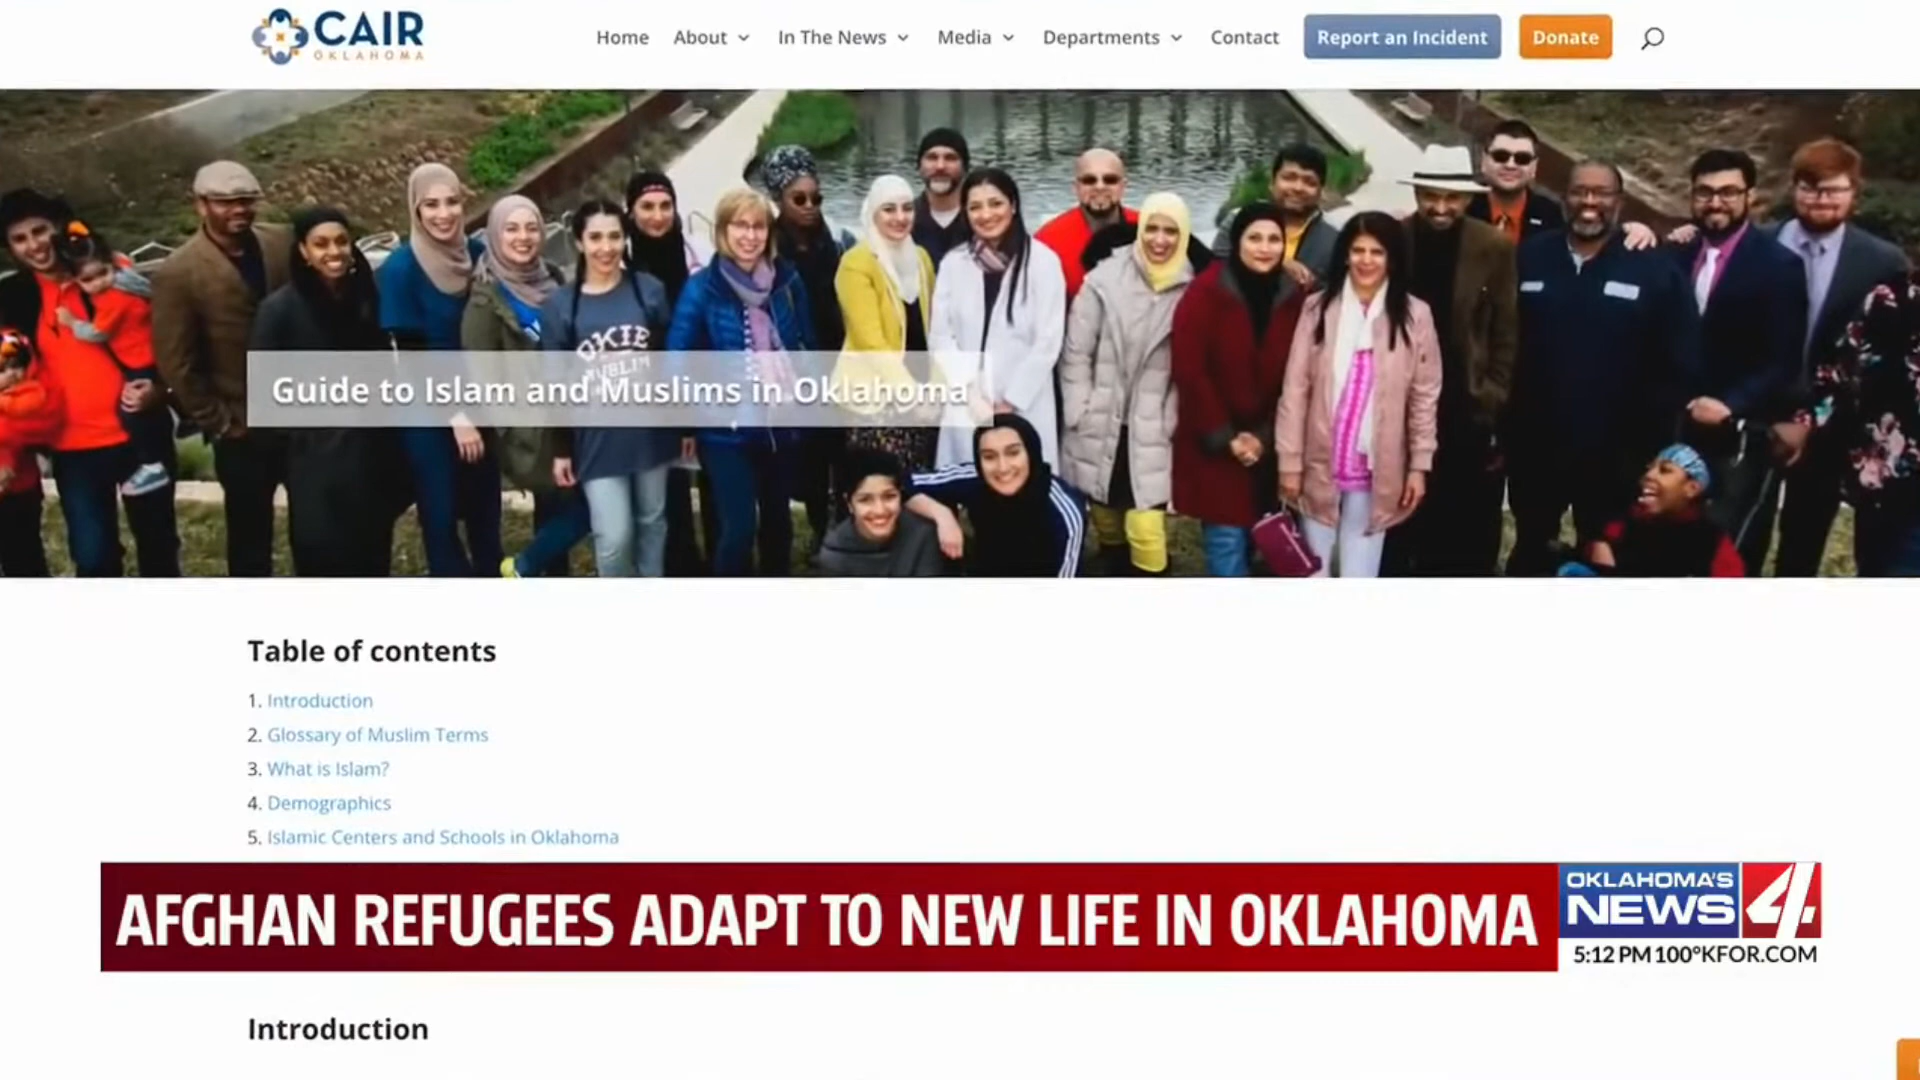 CAIR
OKLAHOMA
Home About In The News Media Departments Contact Report an Incident Donate
OKIE
MUSLIM
Guide to Islam and Muslims in Oklahoma
Table of contents
1. Introduction
2. Glossary of Muslim Terms
3. What is Islam?
4. Demographics
5. Islamic Centers and Schools in Oklahoma
AFGHAN REFUGEES ADAPT TO NEW LIFE IN OKLAHOMA
OKLAHOMA'S
NEWS 4
5:12 PM 100° KFOR.COM
Introduction